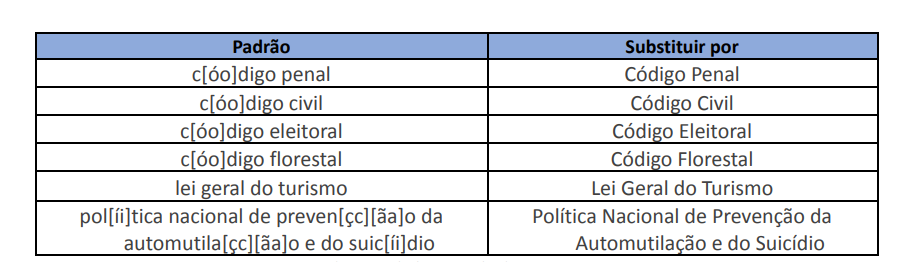 Padrão Substituir por
c[óo]digo penal Código Penal
c[óo]digo civil Código Civil
c[óo]digo eleitoral Código Eleitoral
c[óo]digo florestal Código Florestal
lei geral do turismo Lei Geral do Turismo
pol[íi]tica nacional de preven[çc][ãa]o da Política Nacional de Prevenção da
automutila[çc][ãa]o e do suic[íi]dio Automutilação e do Suicídio